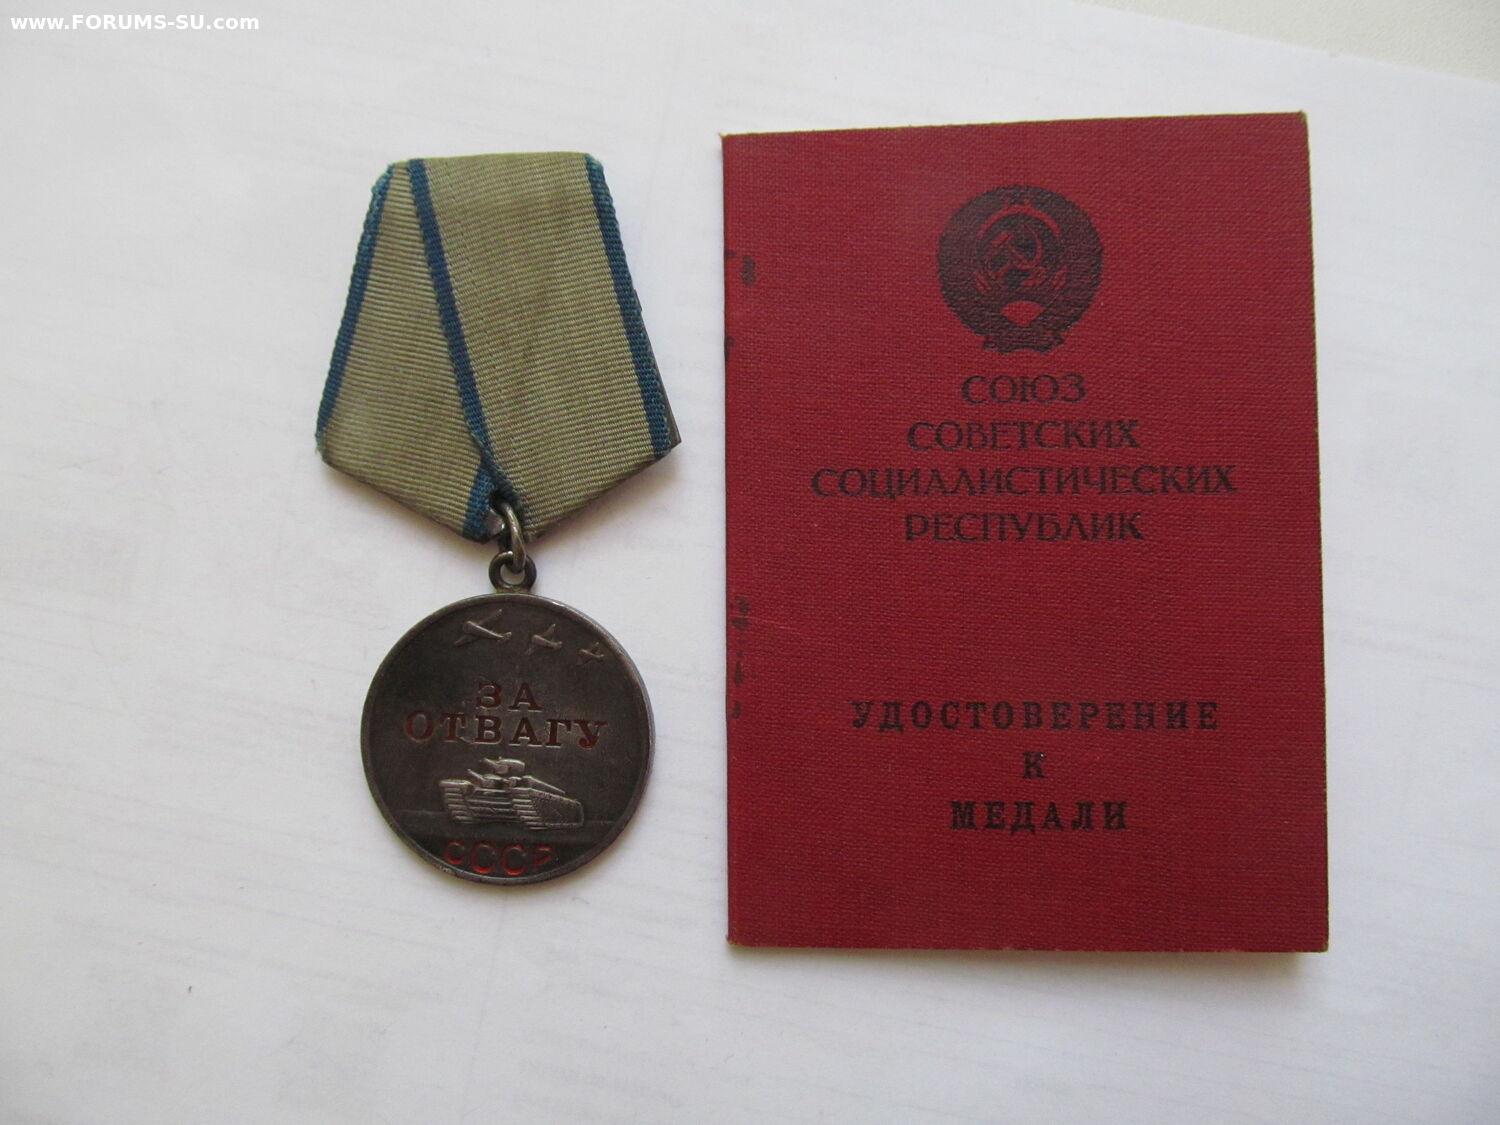 www.FORUMS-SU.com
ЗА
ОТВАГУ
СССР
СОЮЗ
СОВЕТСКИХ
СОЦИАЛИСТИЧЕСКИХ
РЕСПУБЛИК
УДОСТОВЕРЕНИЕ
К
МЕДАЛИ